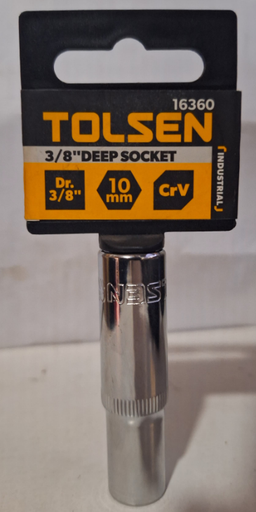 16360
TOLSEN
3/8"DEEP SOCKET
INDUSTRIAL
Dr.
3/8"
10
mm
CrV